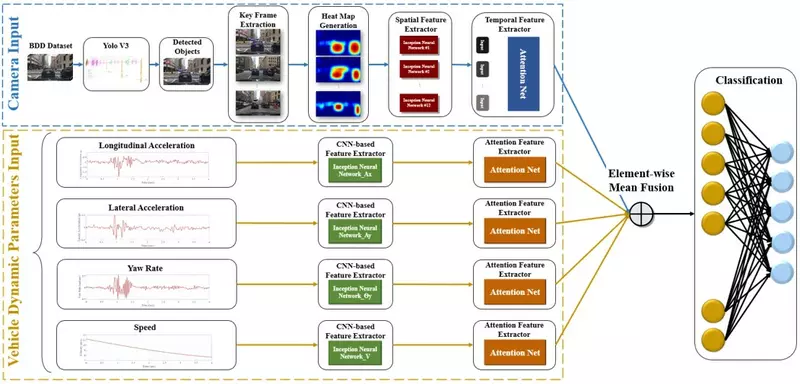 Camera Input
BDD Dataset
Yolo V3
Detected
Objects
Key Frame
Extraction
Heat Map
Generation
Spatial Feature
Extractor
Inception Neural
Network #1
Inception Neural
Network #2
Inception Neural
Network #12
Temporal Feature
Extractor
Input
Input
Input
Attention Net
Vehicle Dynamic Parameters Input
Longitudinal Acceleration
CNN-based
Feature Extractor
Inception Neural
Network_Ax
Attention Feature
Extractor
Attention Net
Lateral Acceleration
CNN-based
Feature Extractor
Inception Neural
Network_Ay
Attention Feature
Extractor
Attention Net
Yaw Rate
CNN-based
Feature Extractor
Inception Neural
Attention Feature
Extractor
Attention Net
Speed
CNN-based
Feature Extractor
Inception Neural
Network_V
Attention Feature
Extractor
Attention Net
Element-wise
Mean Fusion
Classification